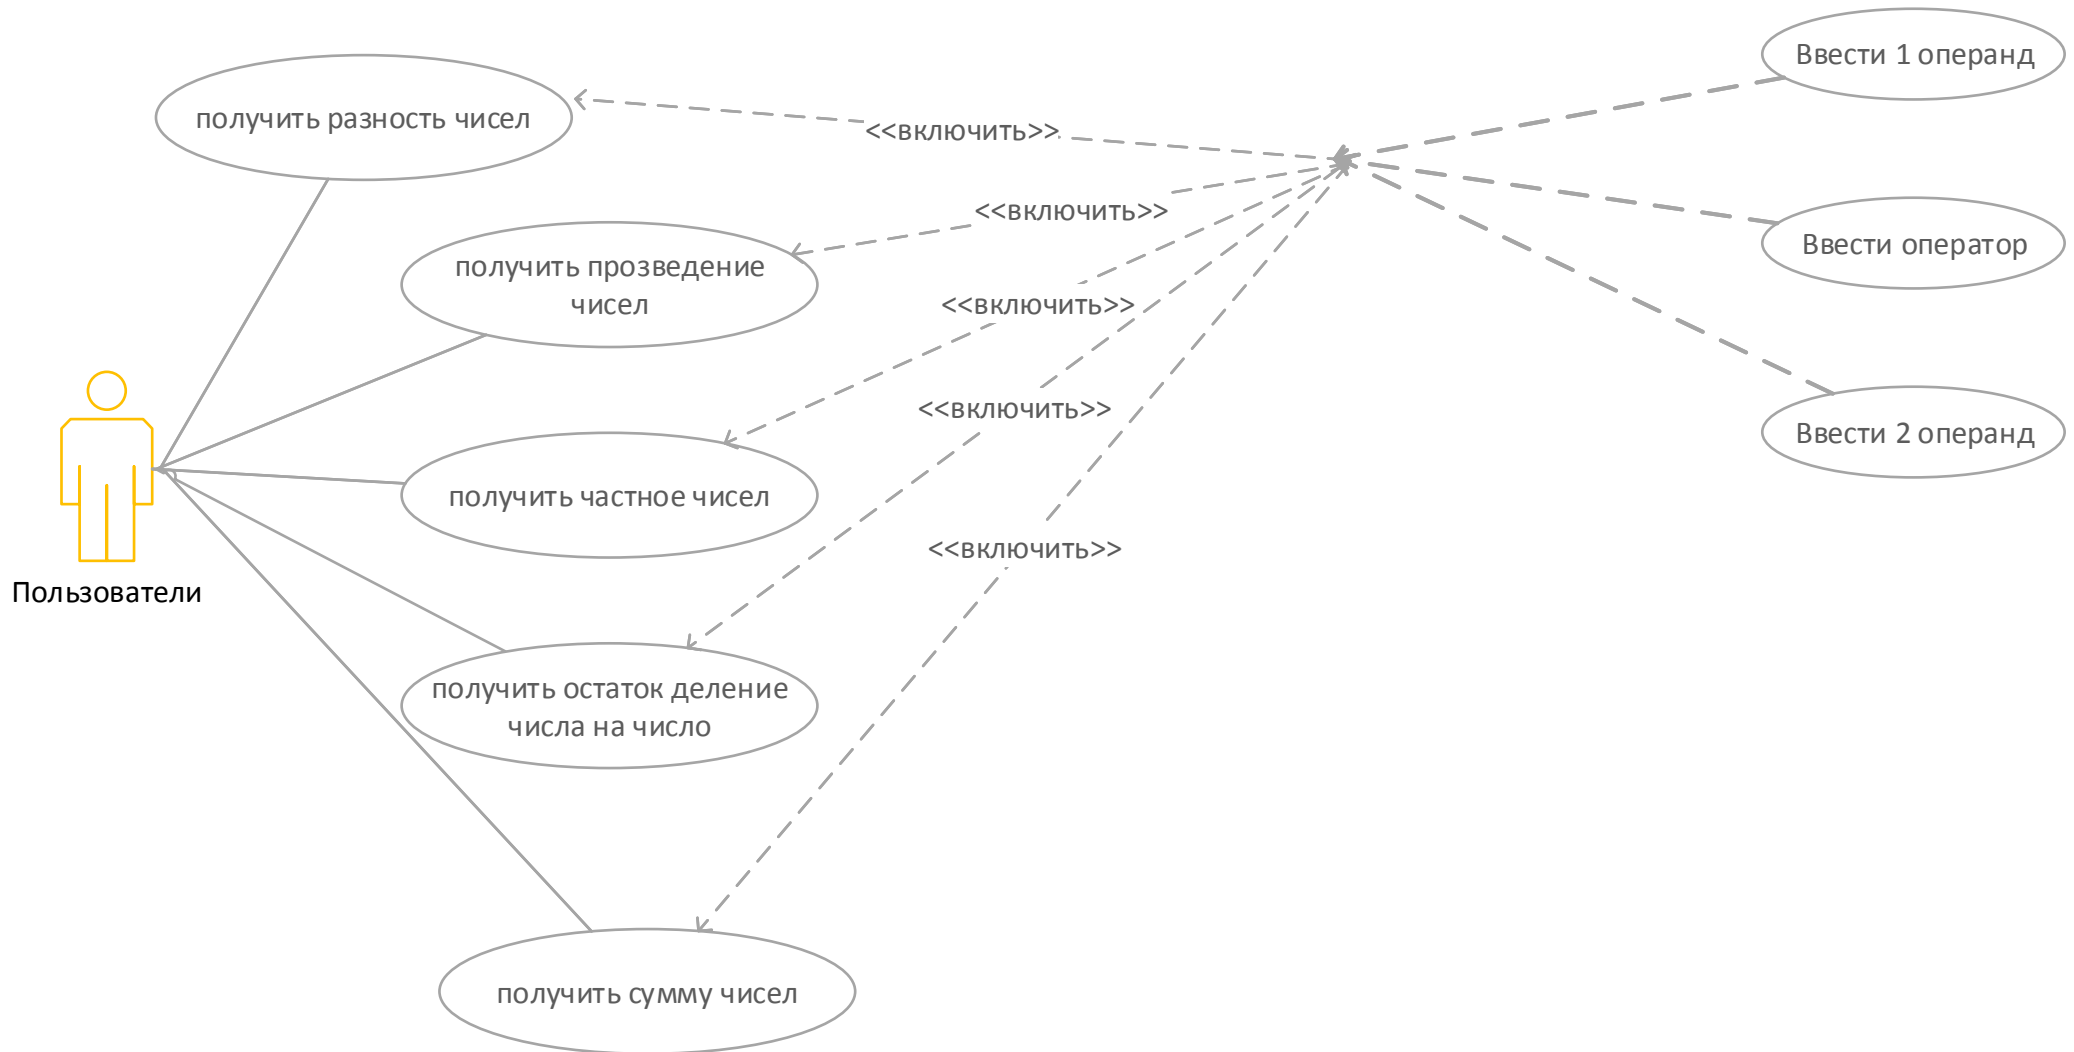 Ввести 1 операнд
получить разность чисел
<<включить>>
<<включить>>
Ввести оператор
получить прозведение
чисел
<<включить>>
<<включить>>
Ввести 2 операнд
получить частное чисел
<<включить>>
Пользователи
получить остаток деление
числа на число
получить сумму чисел